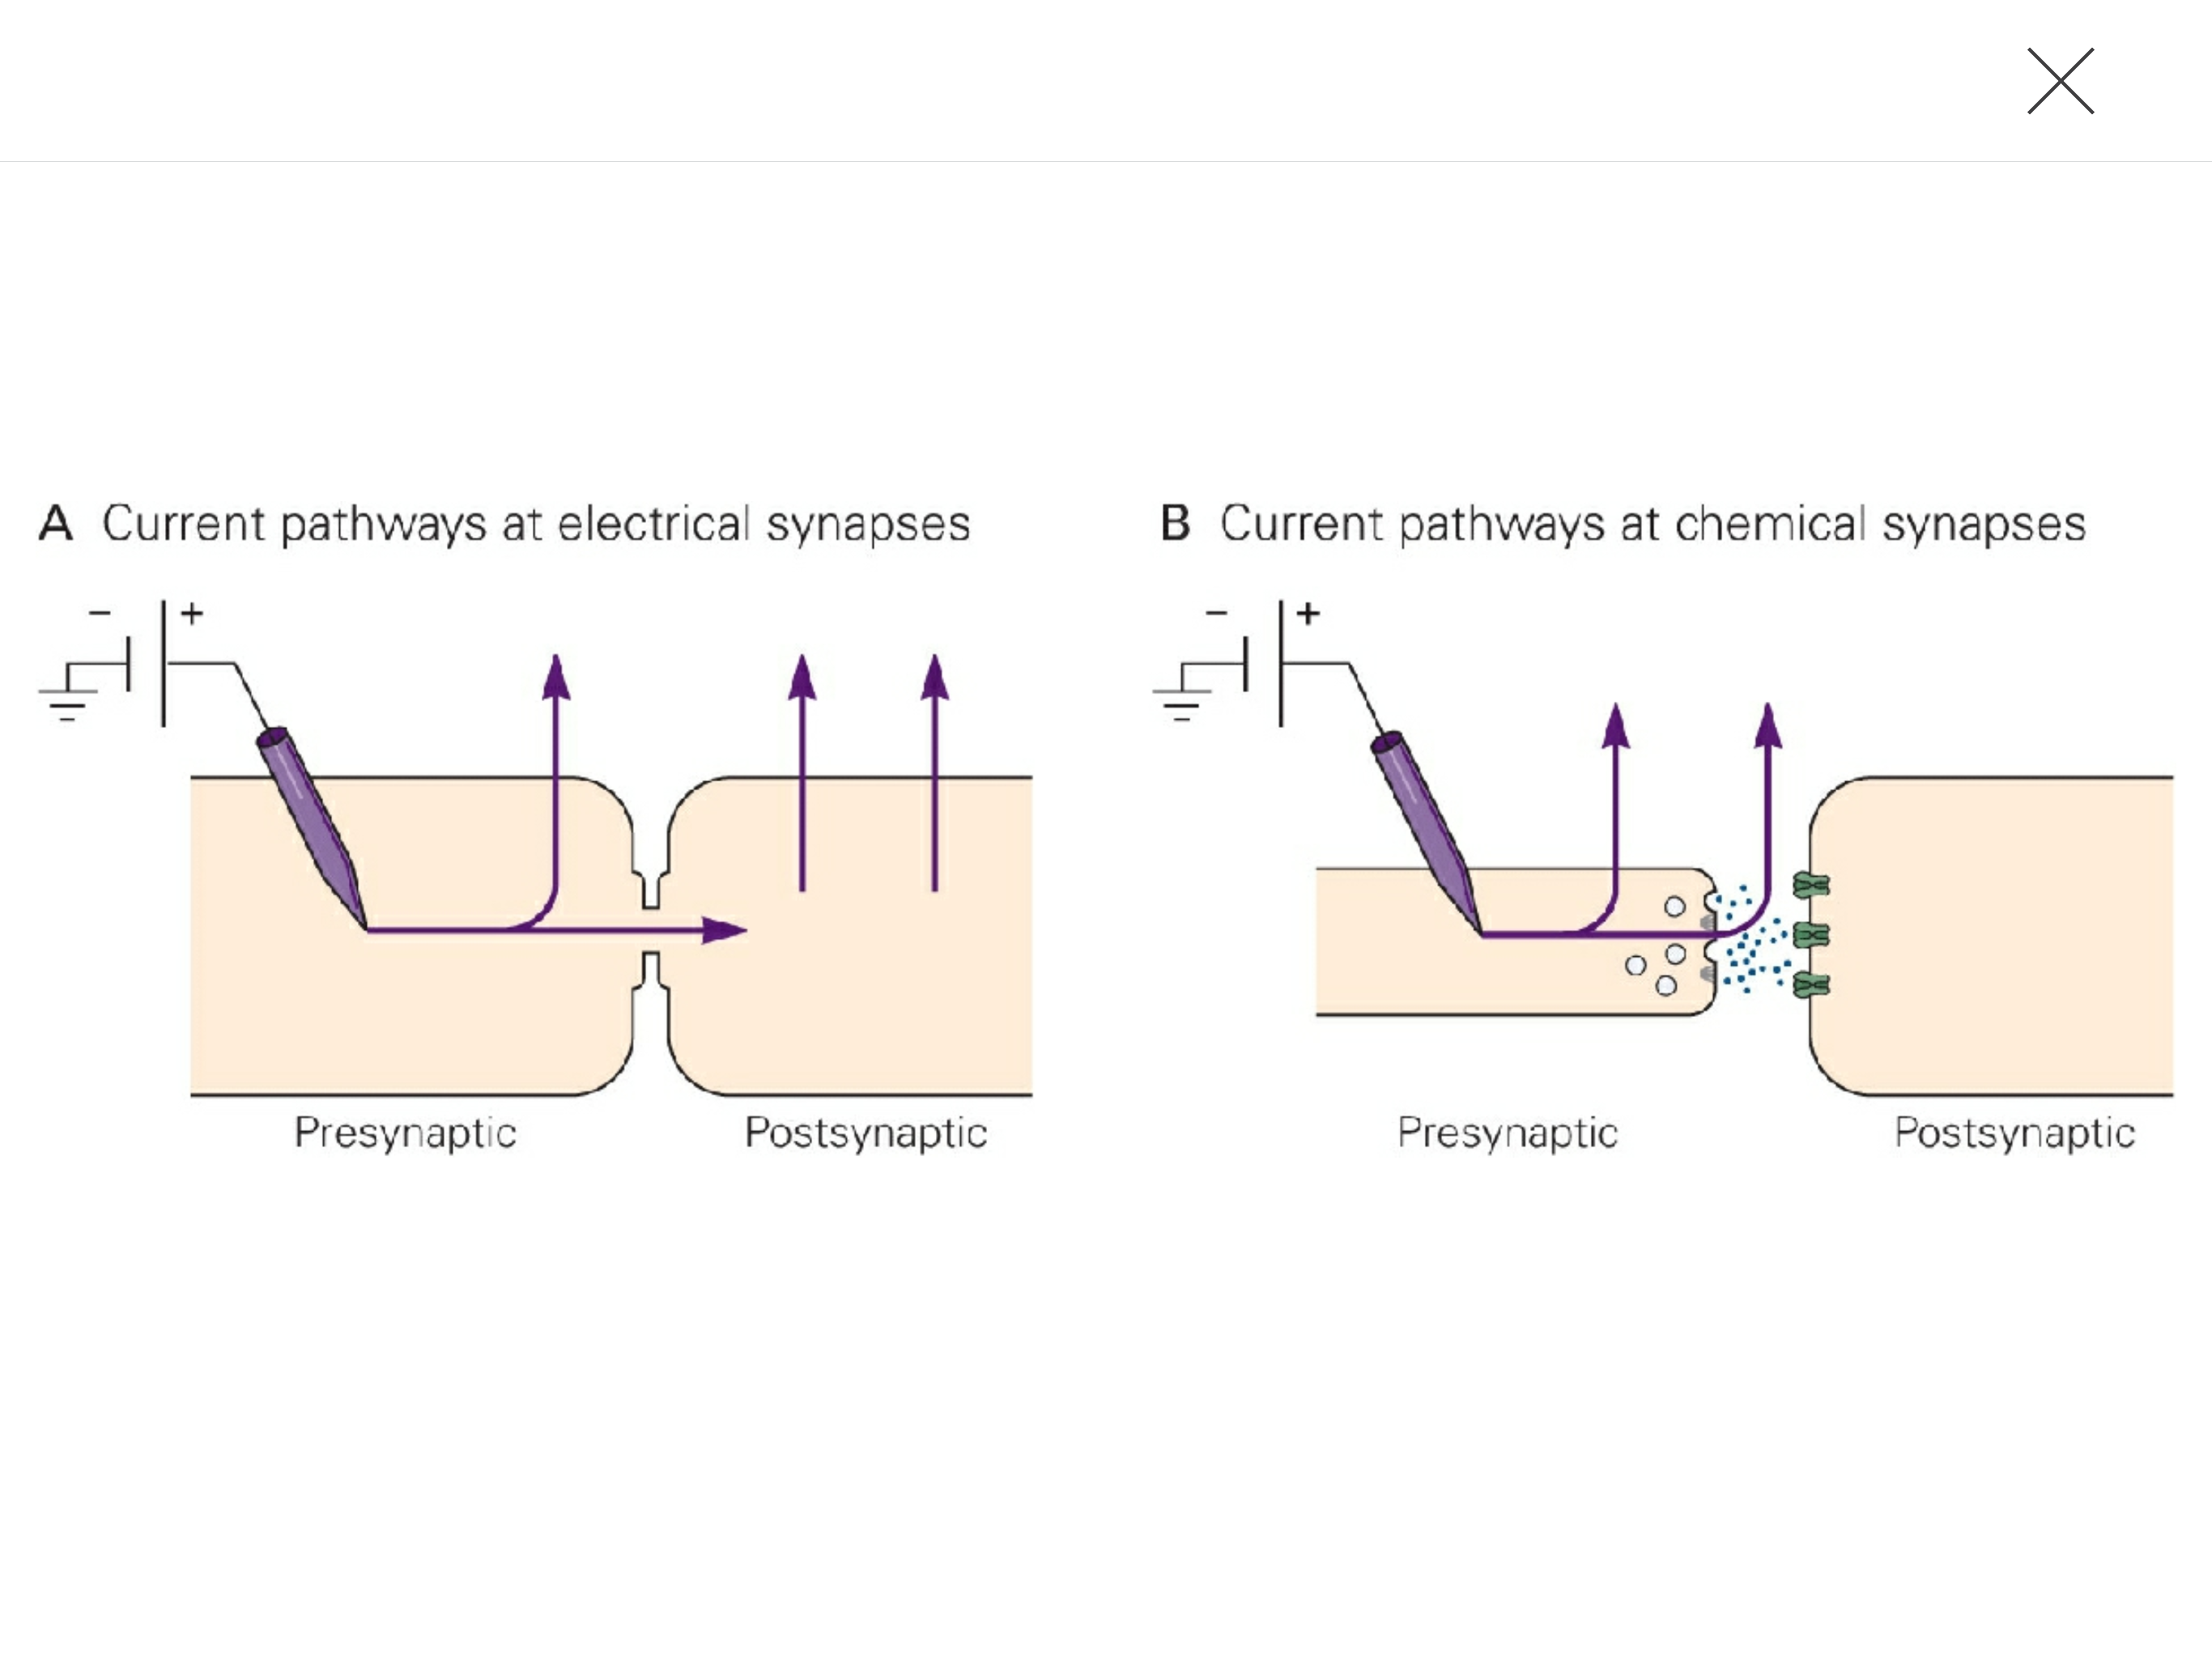 A Current pathways at electrical synapses
B Current pathways at chemical synapses
− +
− +
Presynaptic
Postsynaptic
Presynaptic
Postsynaptic